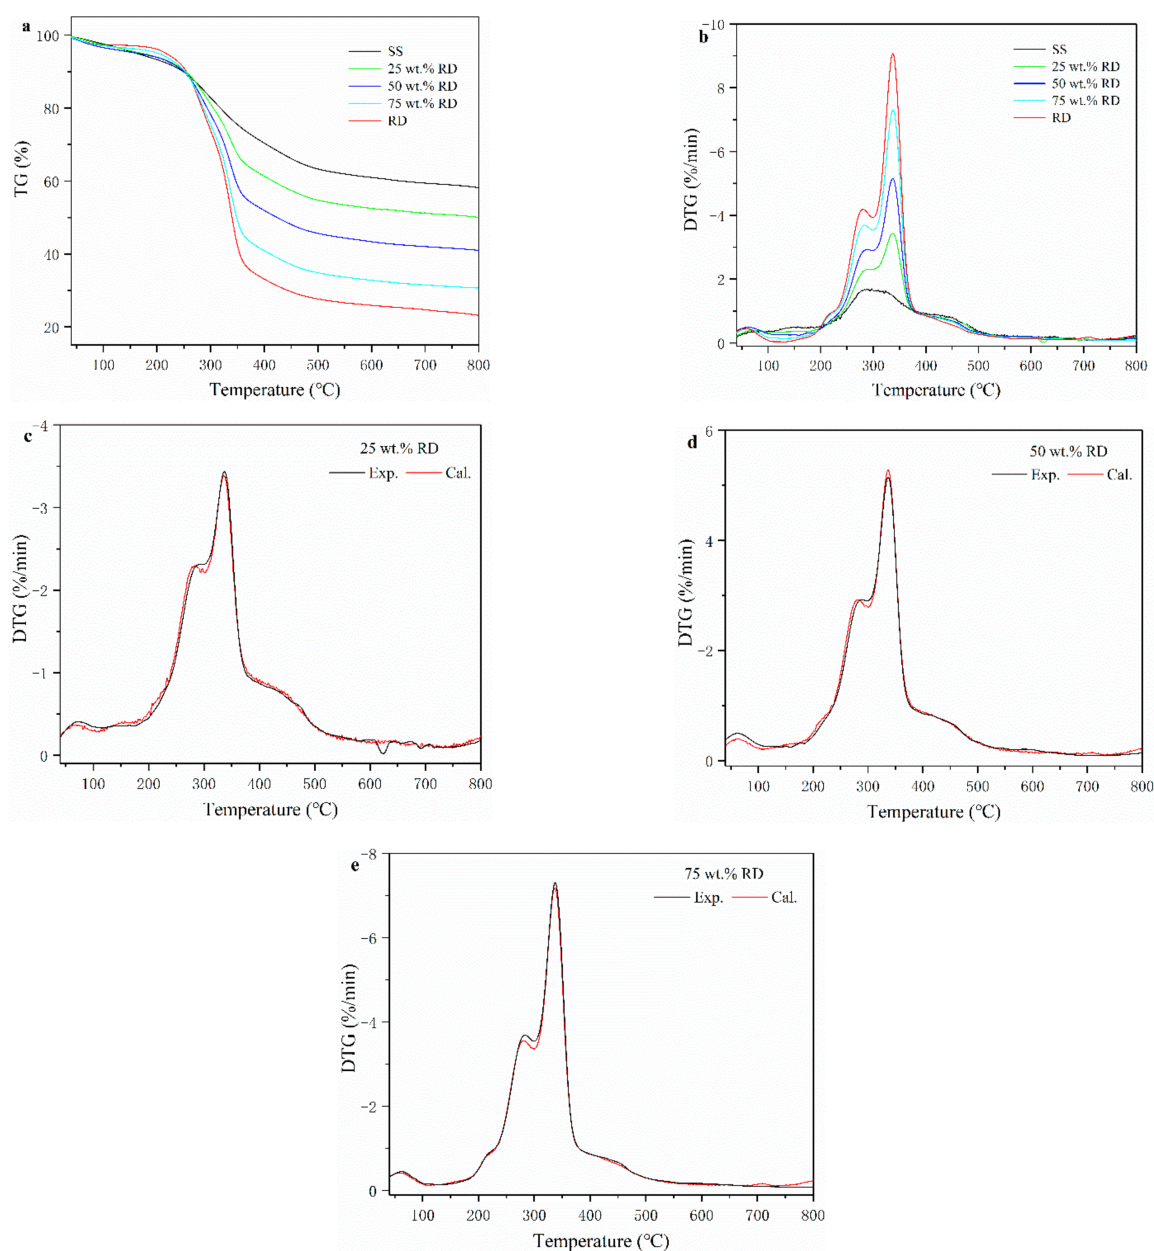 a
100
80
60
40
20
TG (%)
SS
25 wt.% RD
50 wt.% RD
75 wt.% RD
RD
100 200 300 400 500 600 700 800
Temperature (℃)
b
-10
-8
-6
-4
2
0
DTG (%/min)
SS
25 wt.% RD
50 wt.% RD
75 wt.% RD
RD
100 200 300 400 500 600 700 800
Temperature (℃)
c
-4
-3
-2
-1
0
DTG (%/min)
25 wt.% RD
Exp. Cal.
100 200 300 400 500 600 700 800
Temperature (℃)
d
6
4
-2
0
DTG (%/min)
50 wt.% RD
Exp. Cal.
100 200 300 400 500 600 700 800
Temperature (℃)
e
-8
-6
-4
-2
0
DTG (%/min)
75 wt.% RD
Exp. Cal.
100 200 300 400 500 600 700 800
Temperature (℃)